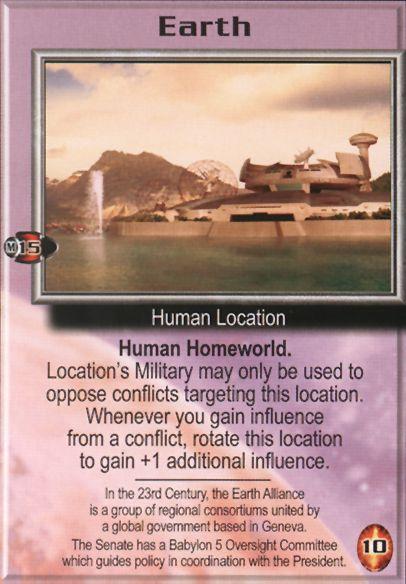 Earth
M 15
Human Location
Human Homeworld.
Location's Military may only be used to
oppose conflicts targeting this location.
Whenever you gain influence
from a conflict, rotate this location
to gain +1 additional influence.
In the 23rd Century, the Earth Alliance
is a group of regional consortiums united by
a global government based in Geneva.
The Senate has a Babylon 5 Oversight Committee
which guides policy in coordination with the President.
10